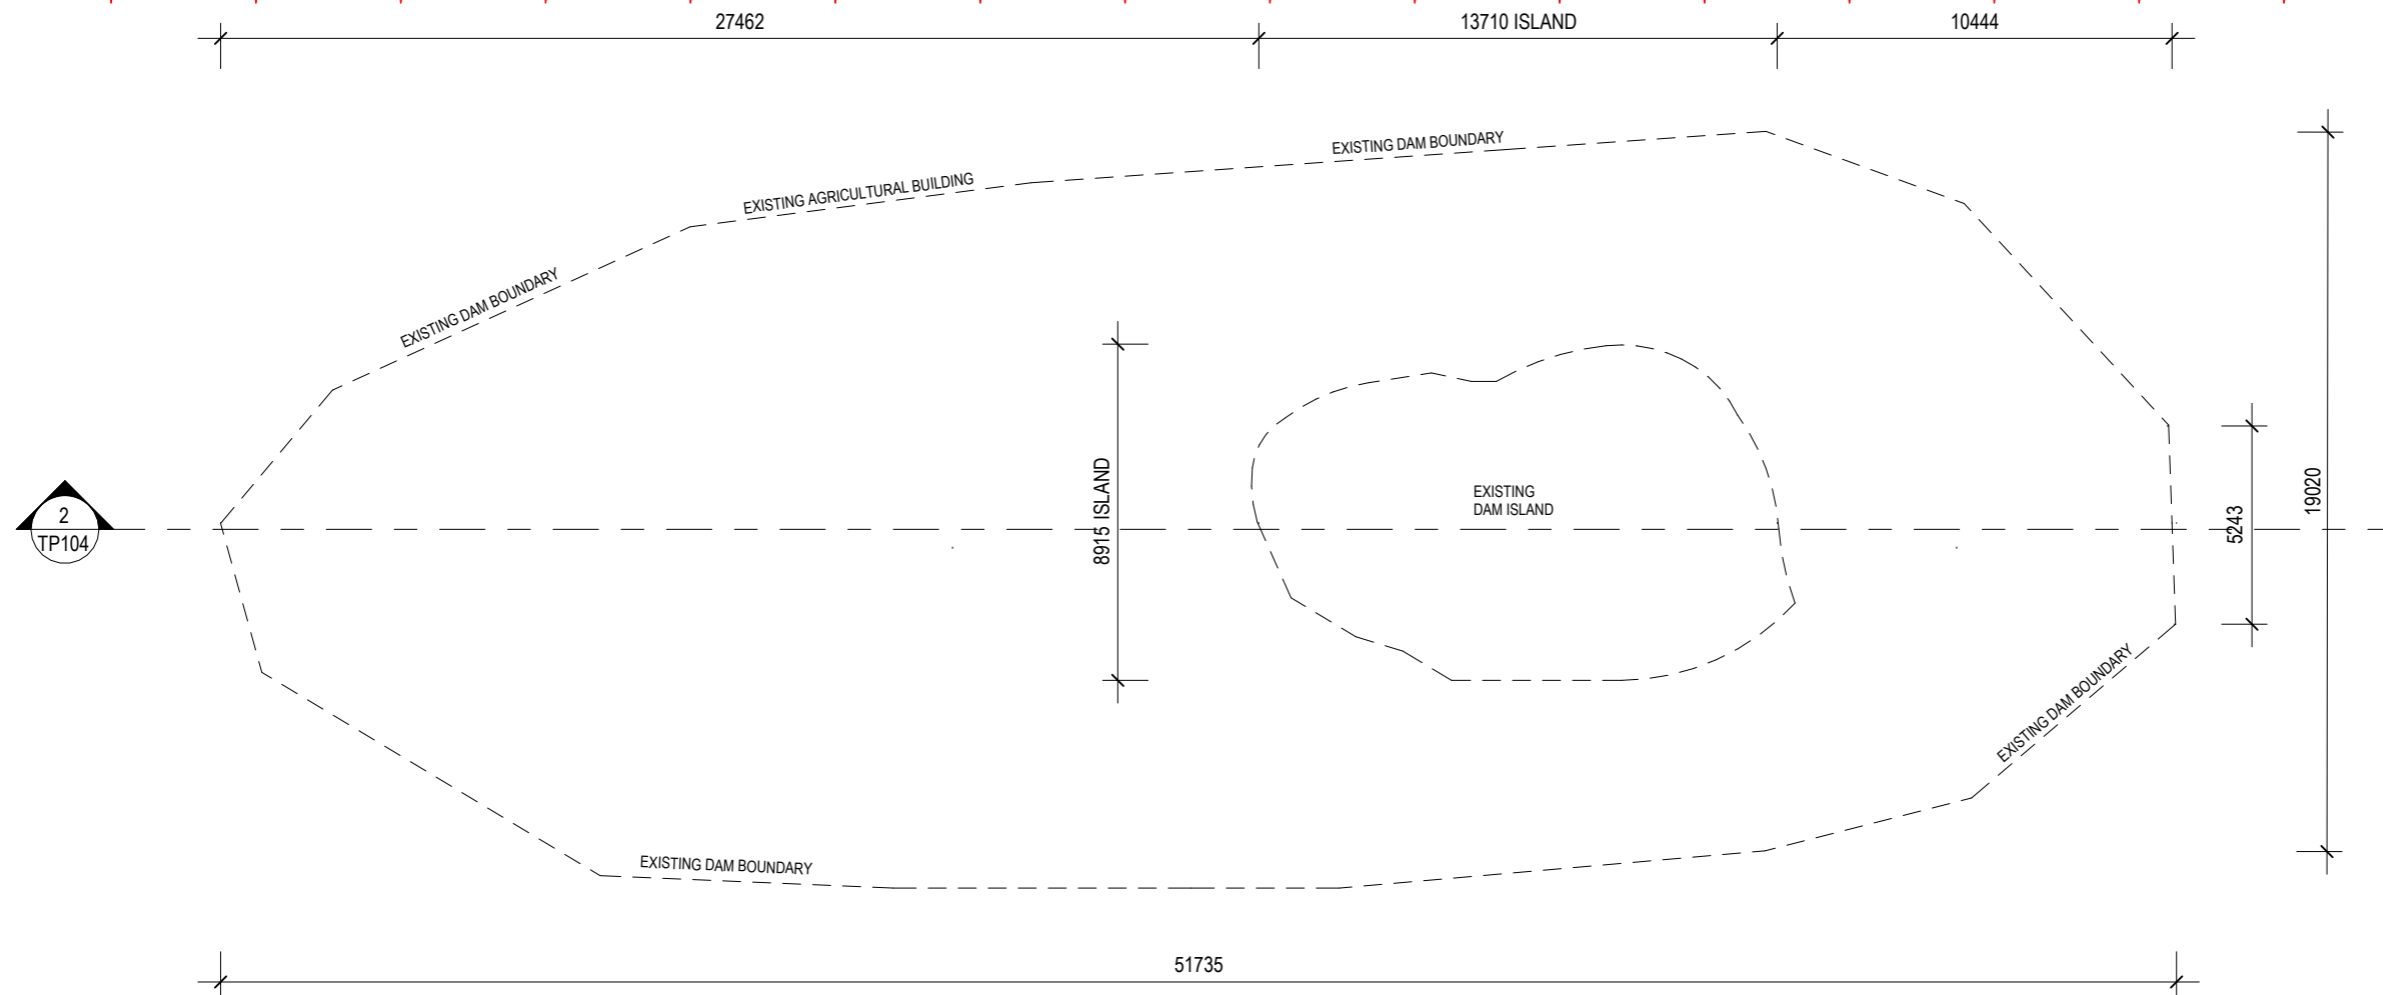 27462
13710 ISLAND
10444
EXISTING DAM BOUNDARY
EXISTING AGRICULTURAL BUILDING
EXISTING DAM BOUNDARY
8915 ISLAND
EXISTING
DAM ISLAND
2
TP104
5243
19020
EXISTING DAM BOUNDARY
EXISTING DAM BOUNDARY
51735